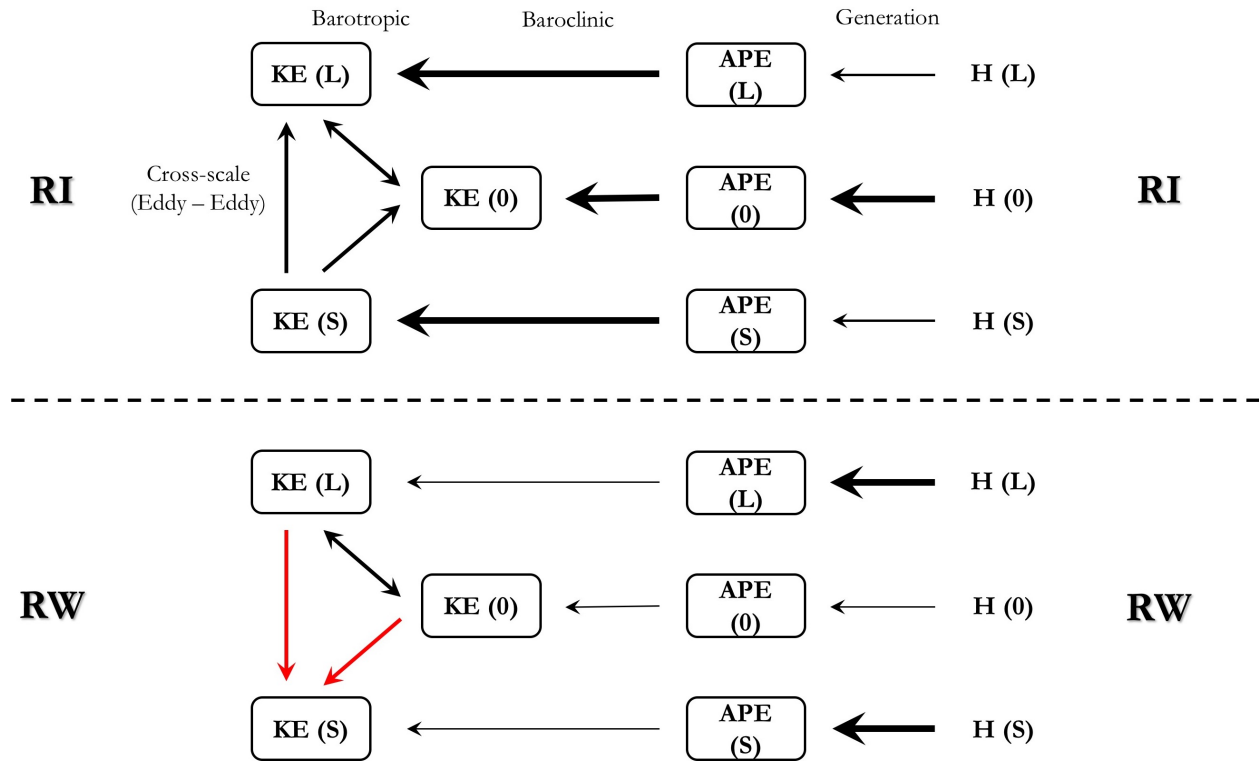 Barotropic Baroclinic Generation
KE (L) APE (L) H (L)
Cross-scale
(Eddy – Eddy)
RI KE (0) APE (0) H (0) RI
KE (S) APE (S) H (S)
KE (L) APE (L) H (L)
RW KE (0) APE (0) H (0) RW
KE (S) APE (S) H (S)